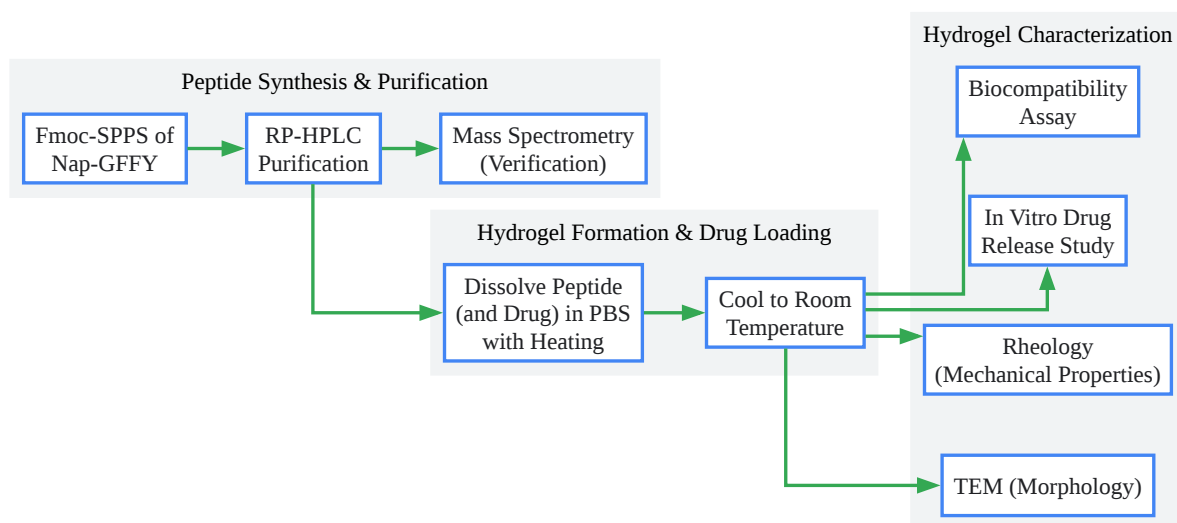 Peptide Synthesis & Purification
Fmoc-SPPS of
Nap-GFFY
RP-HPLC
Purification
Mass Spectrometry
(Verification)
Hydrogel Formation & Drug Loading
Dissolve Peptide
(and Drug) in PBS
with Heating
Cool to Room
Temperature
Hydrogel Characterization
Biocompatibility
Assay
In Vitro Drug
Release Study
Rheology
(Mechanical Properties)
TEM (Morphology)